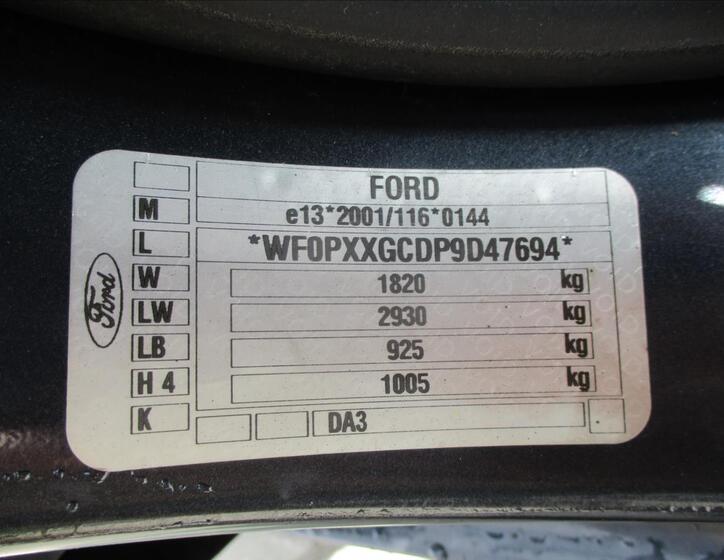 FORD
M e13*2001/116*0144
L *WF0PXXGCDP9D47694*
W 1820 kg
LW 2930 kg
LB 925 kg
H 4 1005 kg
K DA3
Ford